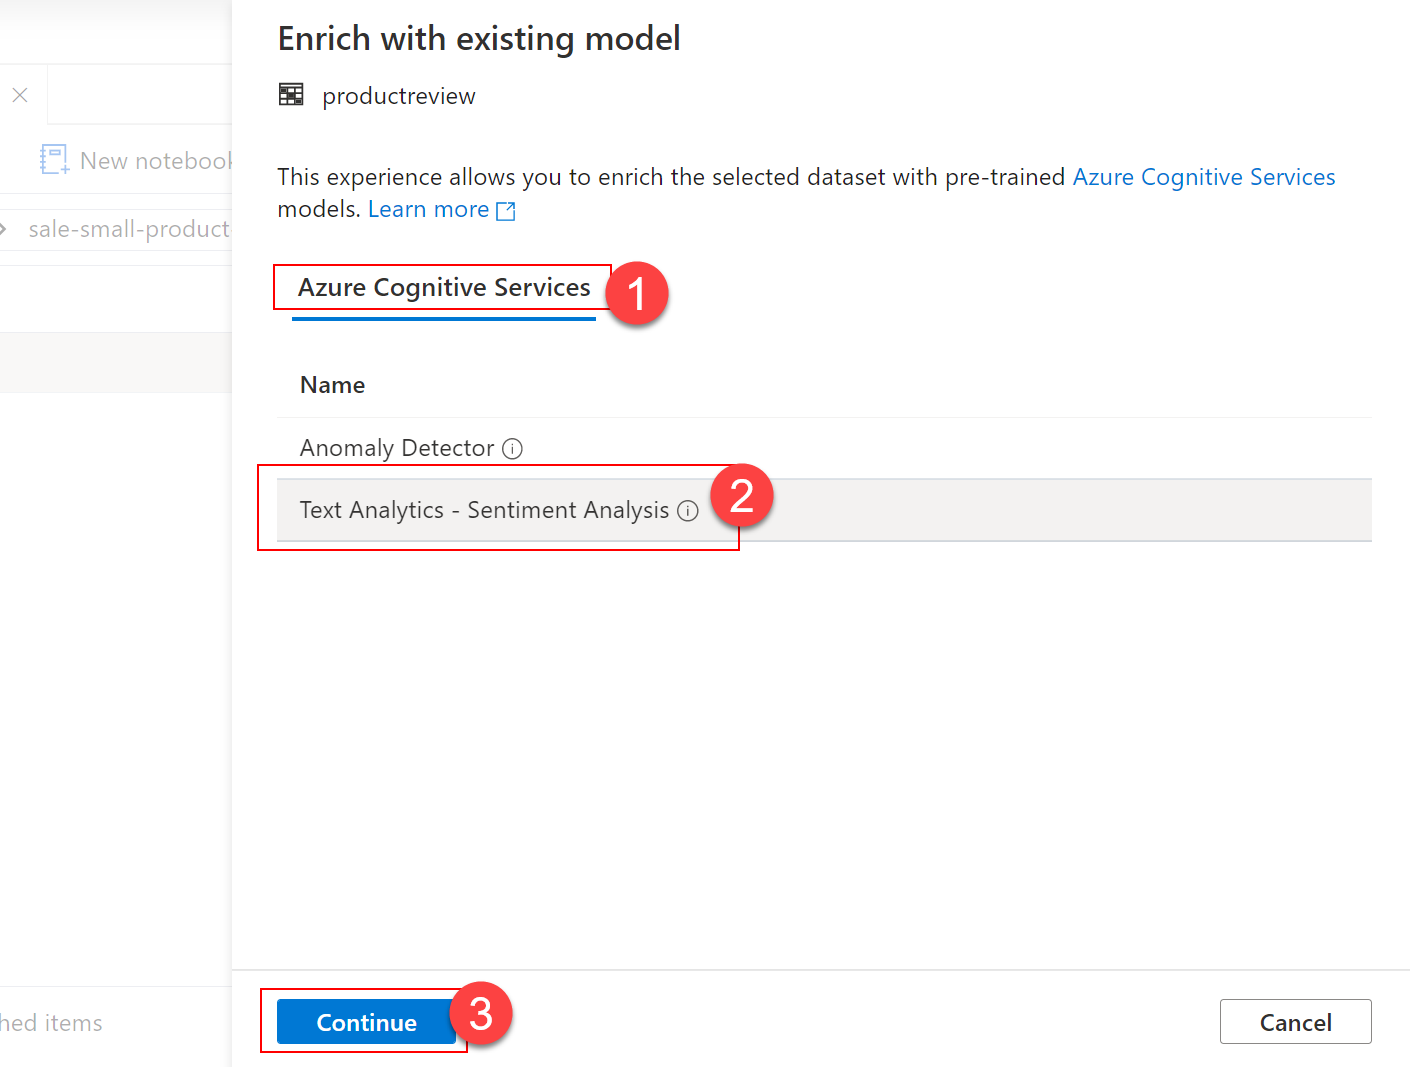 Enrich with existing model
productreview
New notebook
This experience allows you to enrich the selected dataset with pre-trained Azure Cognitive Services
models. Learn more
sale-small-product
Azure Cognitive Services
1
Name
Anomaly Detector
Text Analytics - Sentiment Analysis
2
hed items
Continue
3
Cancel